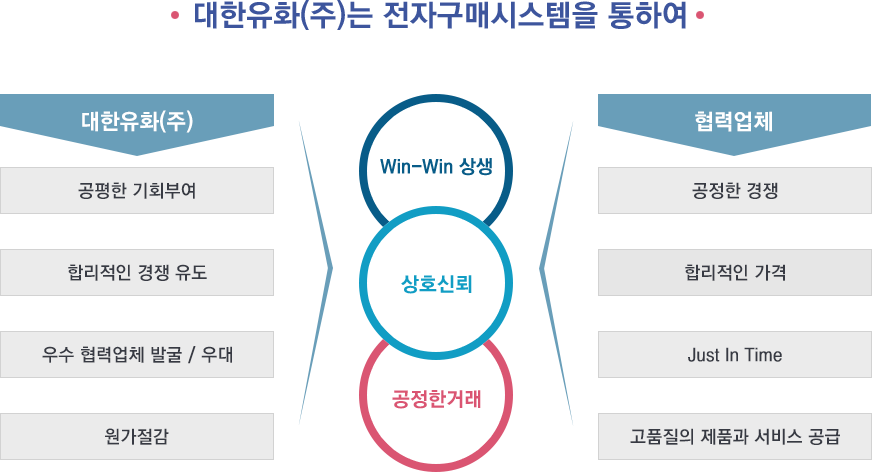 • 대한유화(주)는 전자구매시스템을 통하여 •
대한유화(주)
공평한 기회부여
합리적인 경쟁 유도
우수 협력업체 발굴 / 우대
원가절감
Win-Win 상생
상호신뢰
공정한거래
협력업체
공정한 경쟁
합리적인 가격
Just In Time
고품질의 제품과 서비스 공급